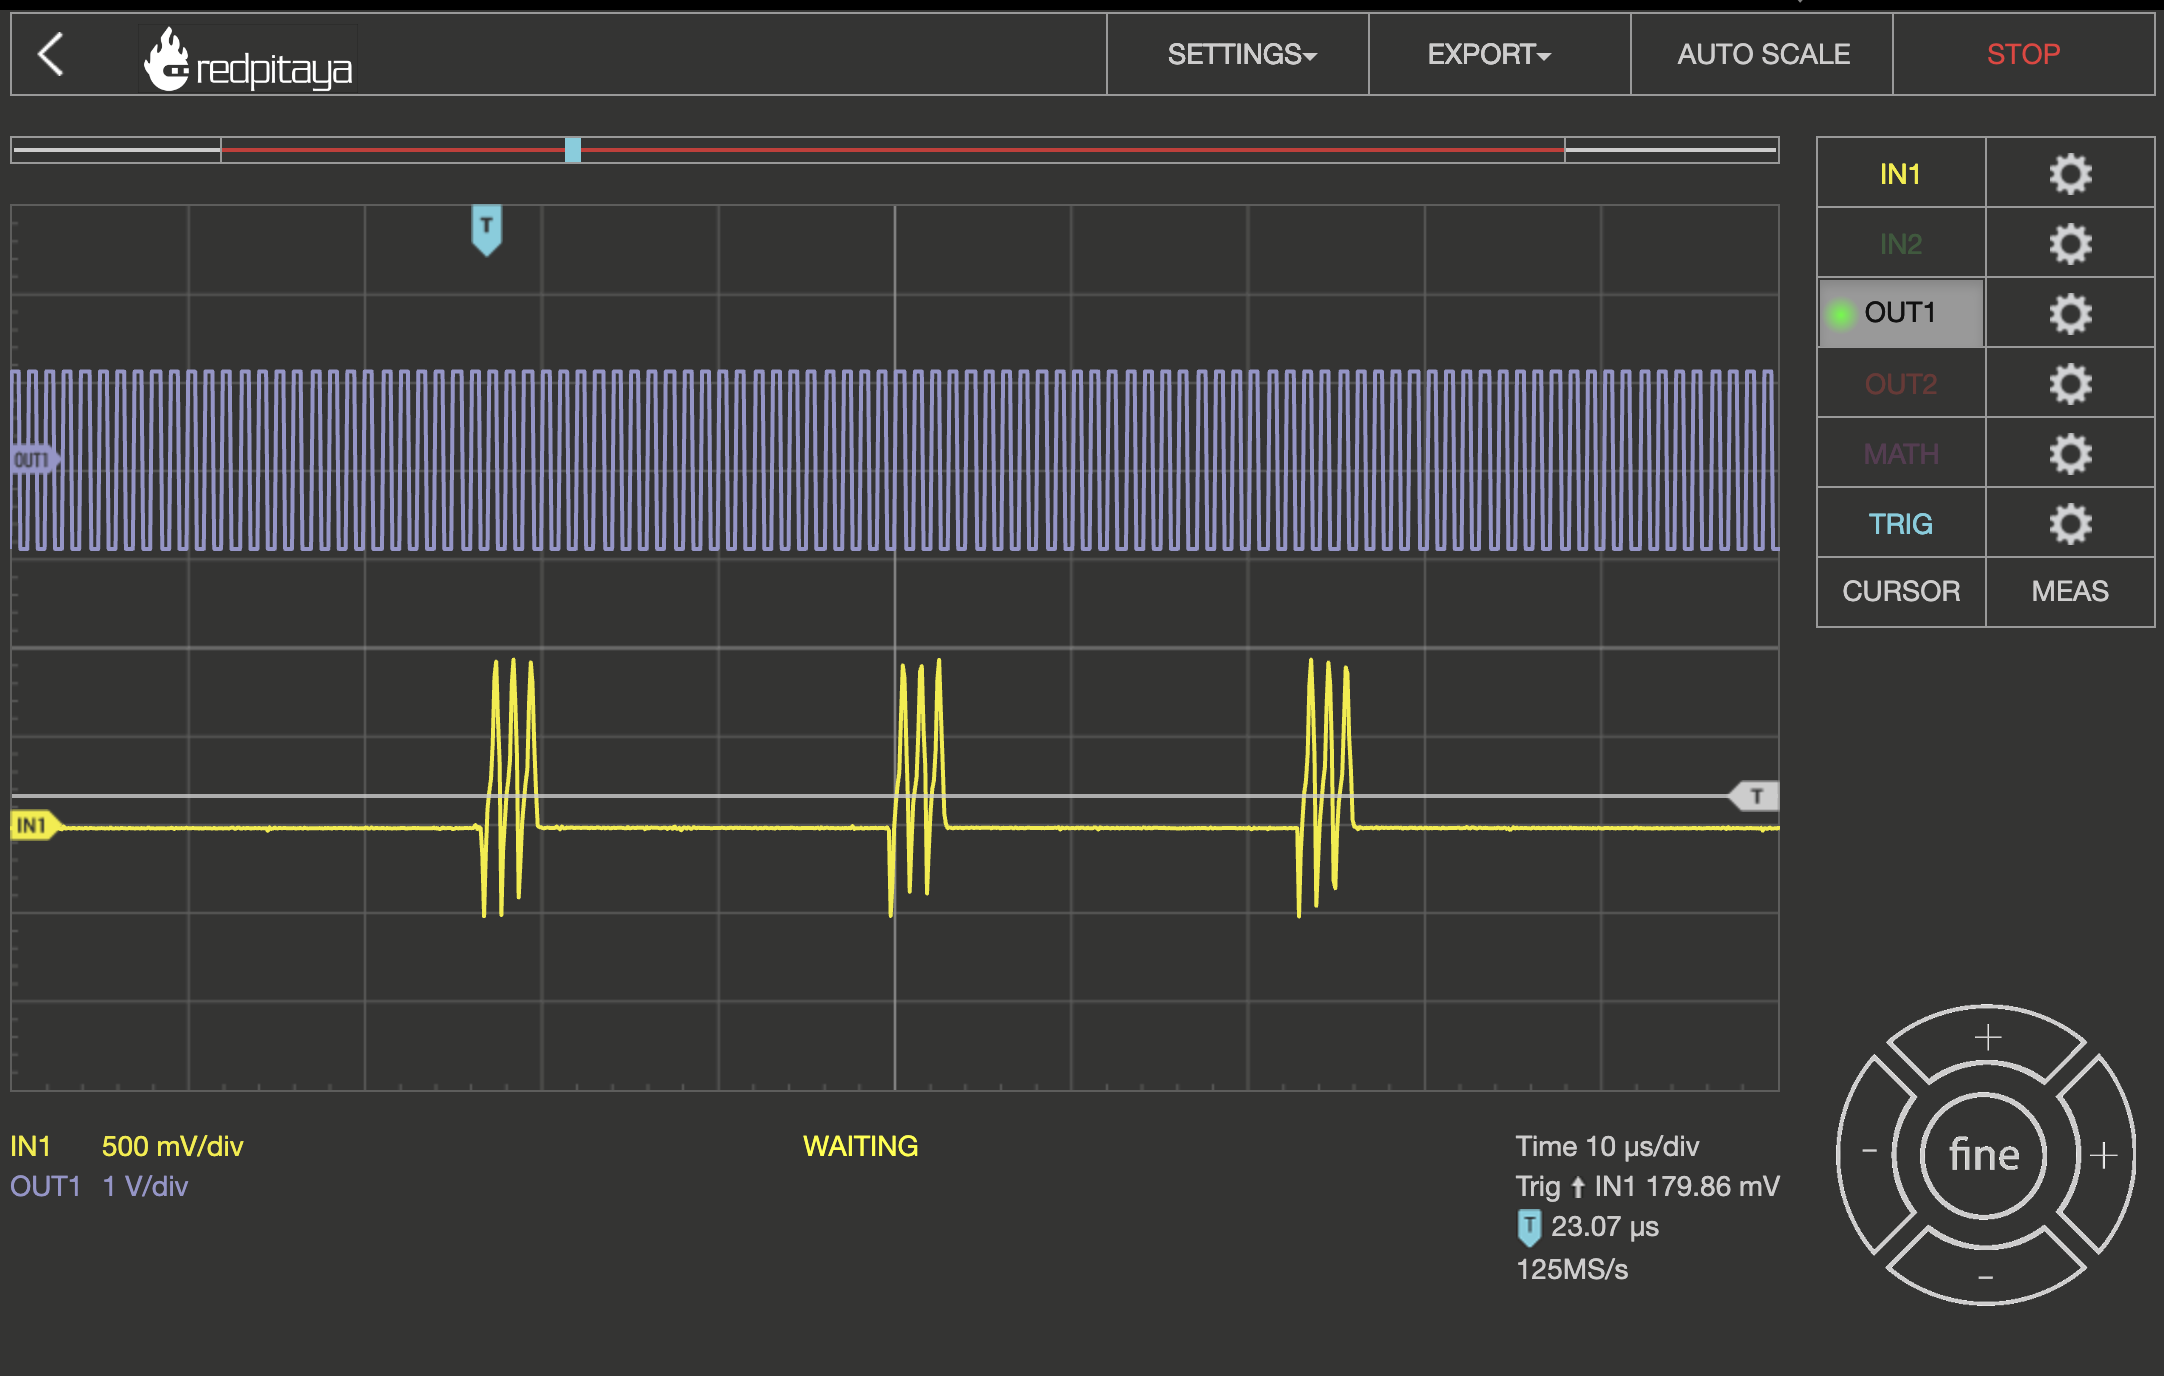 redpitaya
SETTINGS
EXPORT
AUTO SCALE
STOP
IN1
IN2
OUT1
OUT2
MATH
TRIG
CURSOR
MEAS
T
OUT1
T
IN1
IN1 500 mV/div
OUT1 1 V/div
WAITING
Time 10 µs/div
Trig ↑ IN1 179.86 mV
T 23.07 µs
125MS/s
+
-
fine
+
-